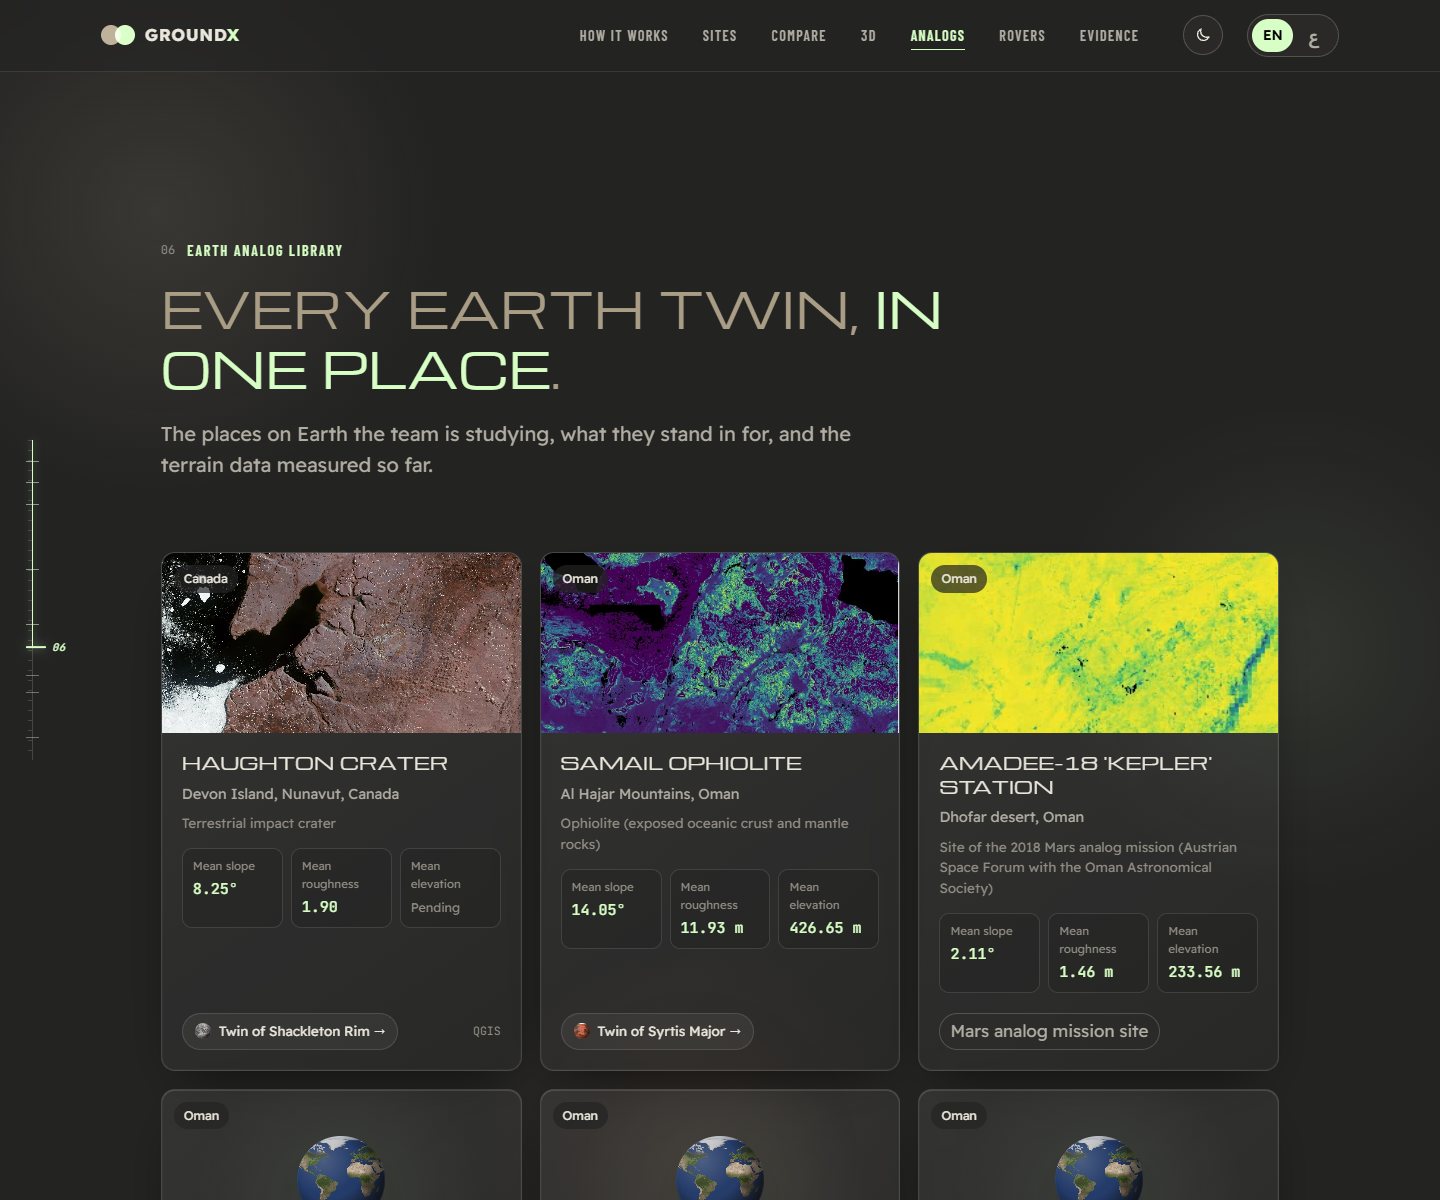 GROUNDX
HOW IT WORKS
SITES
COMPARE
3D
ANALOGS
ROVERS
EVIDENCE
EN
ع
06 EARTH ANALOG LIBRARY
EVERY EARTH TWIN, IN
ONE PLACE.
The places on Earth the team is studying, what they stand in for, and the
terrain data measured so far.
06
Canada
HAUGHTON CRATER
Devon Island, Nunavut, Canada
Terrestrial impact crater
Mean slope
8.25°
Mean
roughness
1.90
Mean
elevation
Pending
Twin of Shackleton Rim →
QGIS
Oman
SAMAIL OPHIOLITE
Al Hajar Mountains, Oman
Ophiolite (exposed oceanic crust and mantle
rocks)
Mean slope
14.05°
Mean
roughness
11.93 m
Mean
elevation
426.65 m
Twin of Syrtis Major →
Oman
AMADEE-18 'KEPLER'
STATION
Dhofar desert, Oman
Site of the 2018 Mars analog mission (Austrian
Space Forum with the Oman Astronomical
Society)
Mean slope
2.11°
Mean
roughness
1.46 m
Mean
elevation
233.56 m
Mars analog mission site
Oman
Oman
Oman